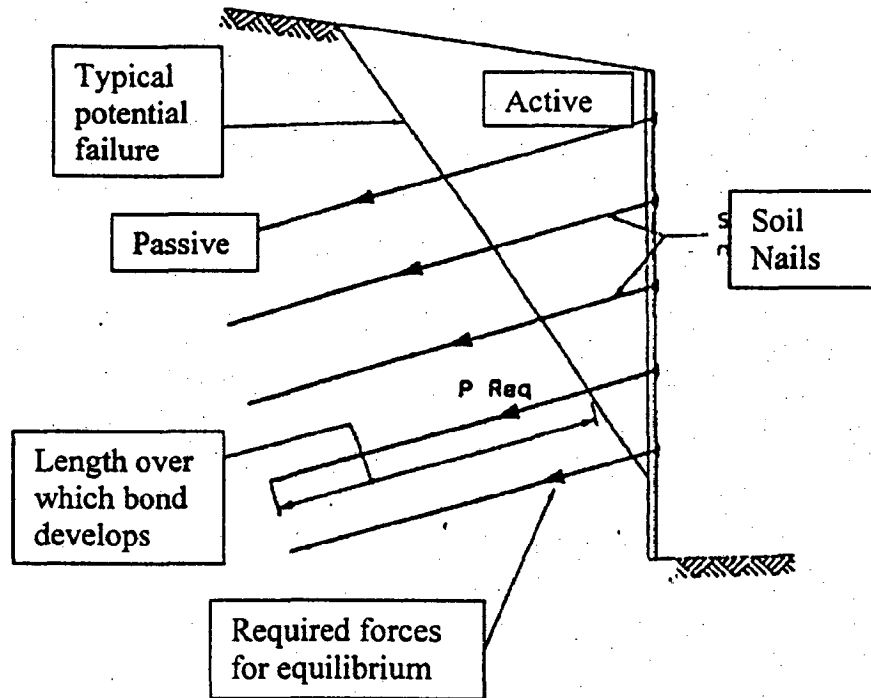 Typical
potential
failure
Active
Passive
Soil
Nails
P Req
Length over
which bond
develops
Required forces
for equilibrium